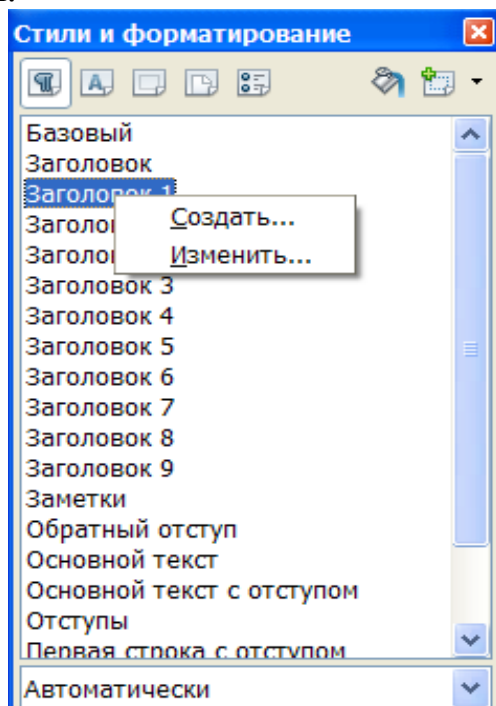 Стили и форматирование
Базовый
Заголовок
Заголовок 1
Создать...
Изменить...
Заголовок 3
Заголовок 4
Заголовок 5
Заголовок 6
Заголовок 7
Заголовок 8
Заголовок 9
Заметки
Обратный отступ
Основной текст
Основной текст с отступом
Отступы
Первая строка с отступом
Автоматически